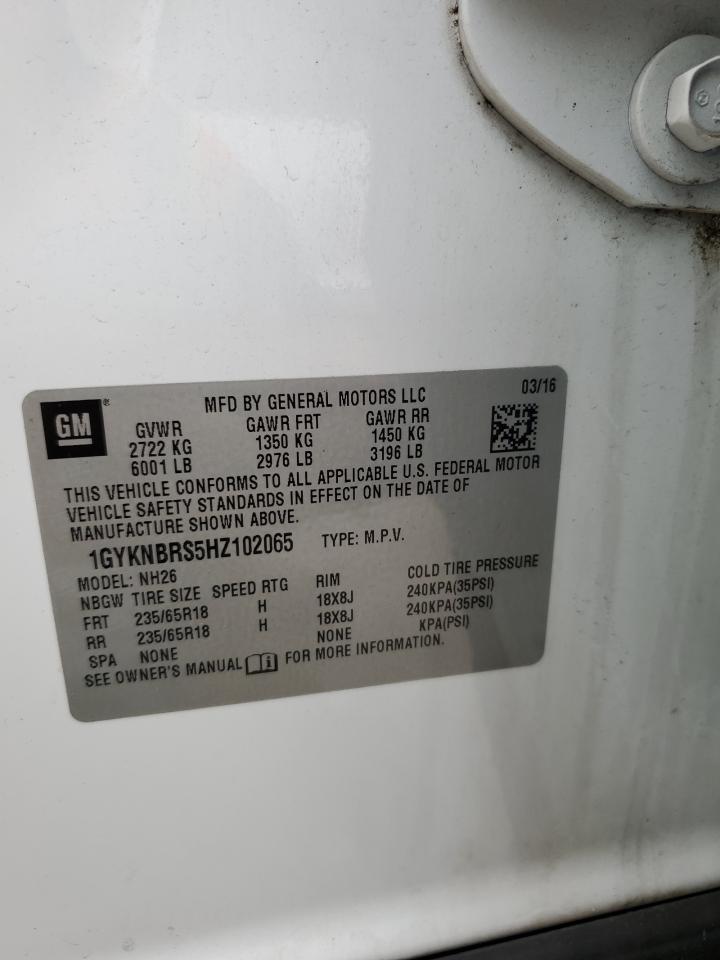 GM®
MFD BY GENERAL MOTORS LLC 03/16
GVWR GAWR FRT GAWR RR
2722 KG 1350 KG 1450 KG
6001 LB 2976 LB 3196 LB
THIS VEHICLE CONFORMS TO ALL APPLICABLE U.S. FEDERAL MOTOR
VEHICLE SAFETY STANDARDS IN EFFECT ON THE DATE OF
MANUFACTURE SHOWN ABOVE.
1GYKNBRS5HZ102065 TYPE: M.P.V.
MODEL: NH26
NBGW TIRE SIZE SPEED RTG RIM COLD TIRE PRESSURE
FRT 235/65R18 H 18X8J 240KPA(35PSI)
RR 235/65R18 H 18X8J 240KPA(35PSI)
SPA NONE NONE KPA(PSI)
SEE OWNER'S MANUAL FOR MORE INFORMATION.